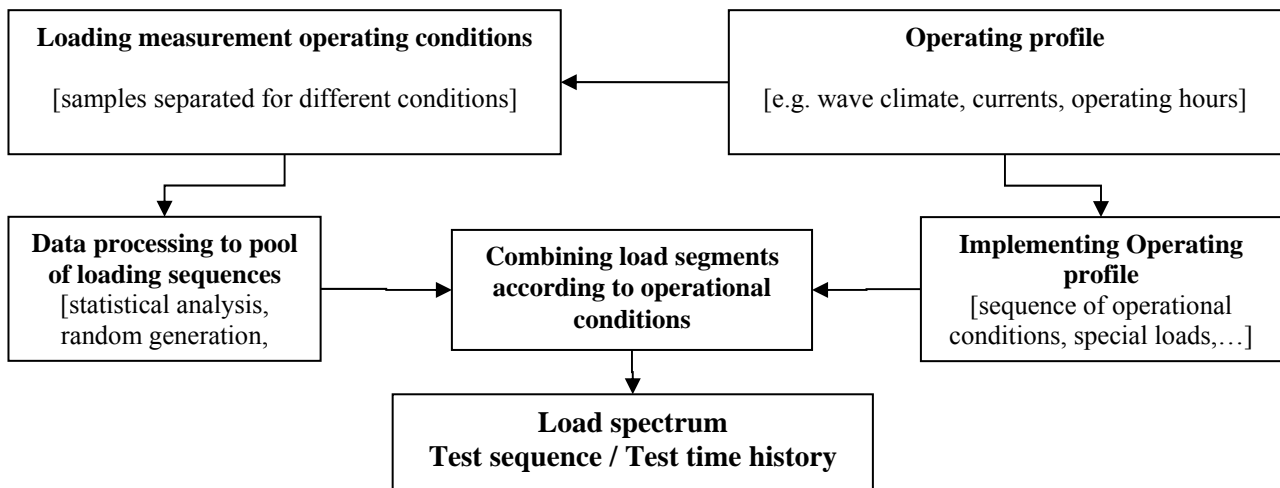 Loading measurement operating conditions
[samples separated for different conditions]
Operating profile
[e.g. wave climate, currents, operating hours]
Data processing to pool
of loading sequences
[statistical analysis,
random generation,
Combining load segments
according to operational
conditions
Implementing Operating
profile
[sequence of operational
conditions, special loads,…]
Load spectrum
Test sequence / Test time history